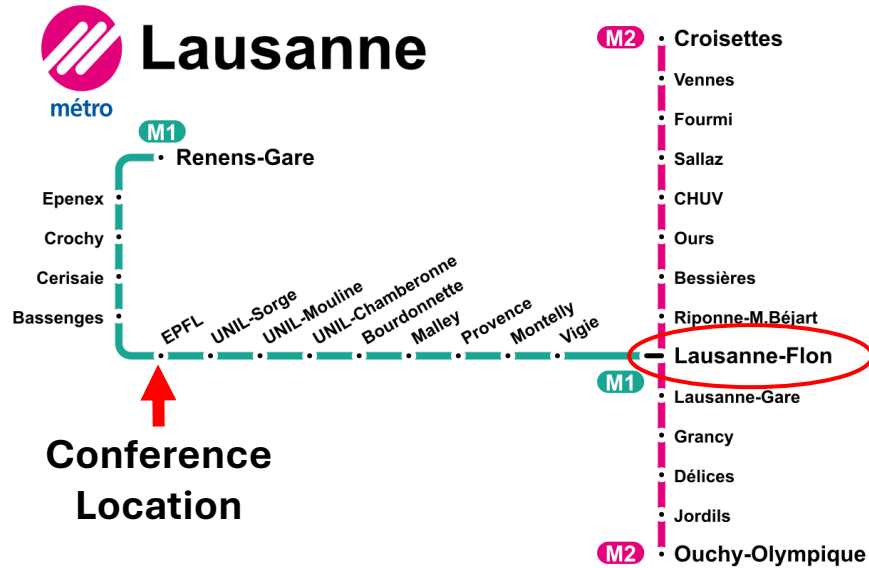 Lausanne
métro
M1
Renens-Gare
Epenex
Crochy
Cerisaie
Bassenges
EPFL
UNIL-Sorge
UNIL-Mouline
UNIL-Chamberonne
Bourdonnette
Malley
Provence
Montelly
Vigie
M1
Conference
Location
M2
Croisettes
Vennes
Fourmi
Sallaz
CHUV
Ours
Bessières
Riponne-M.Béjart
Lausanne-Flon
Lausanne-Gare
Grancy
Délices
Jordils
M2
Ouchy-Olympique